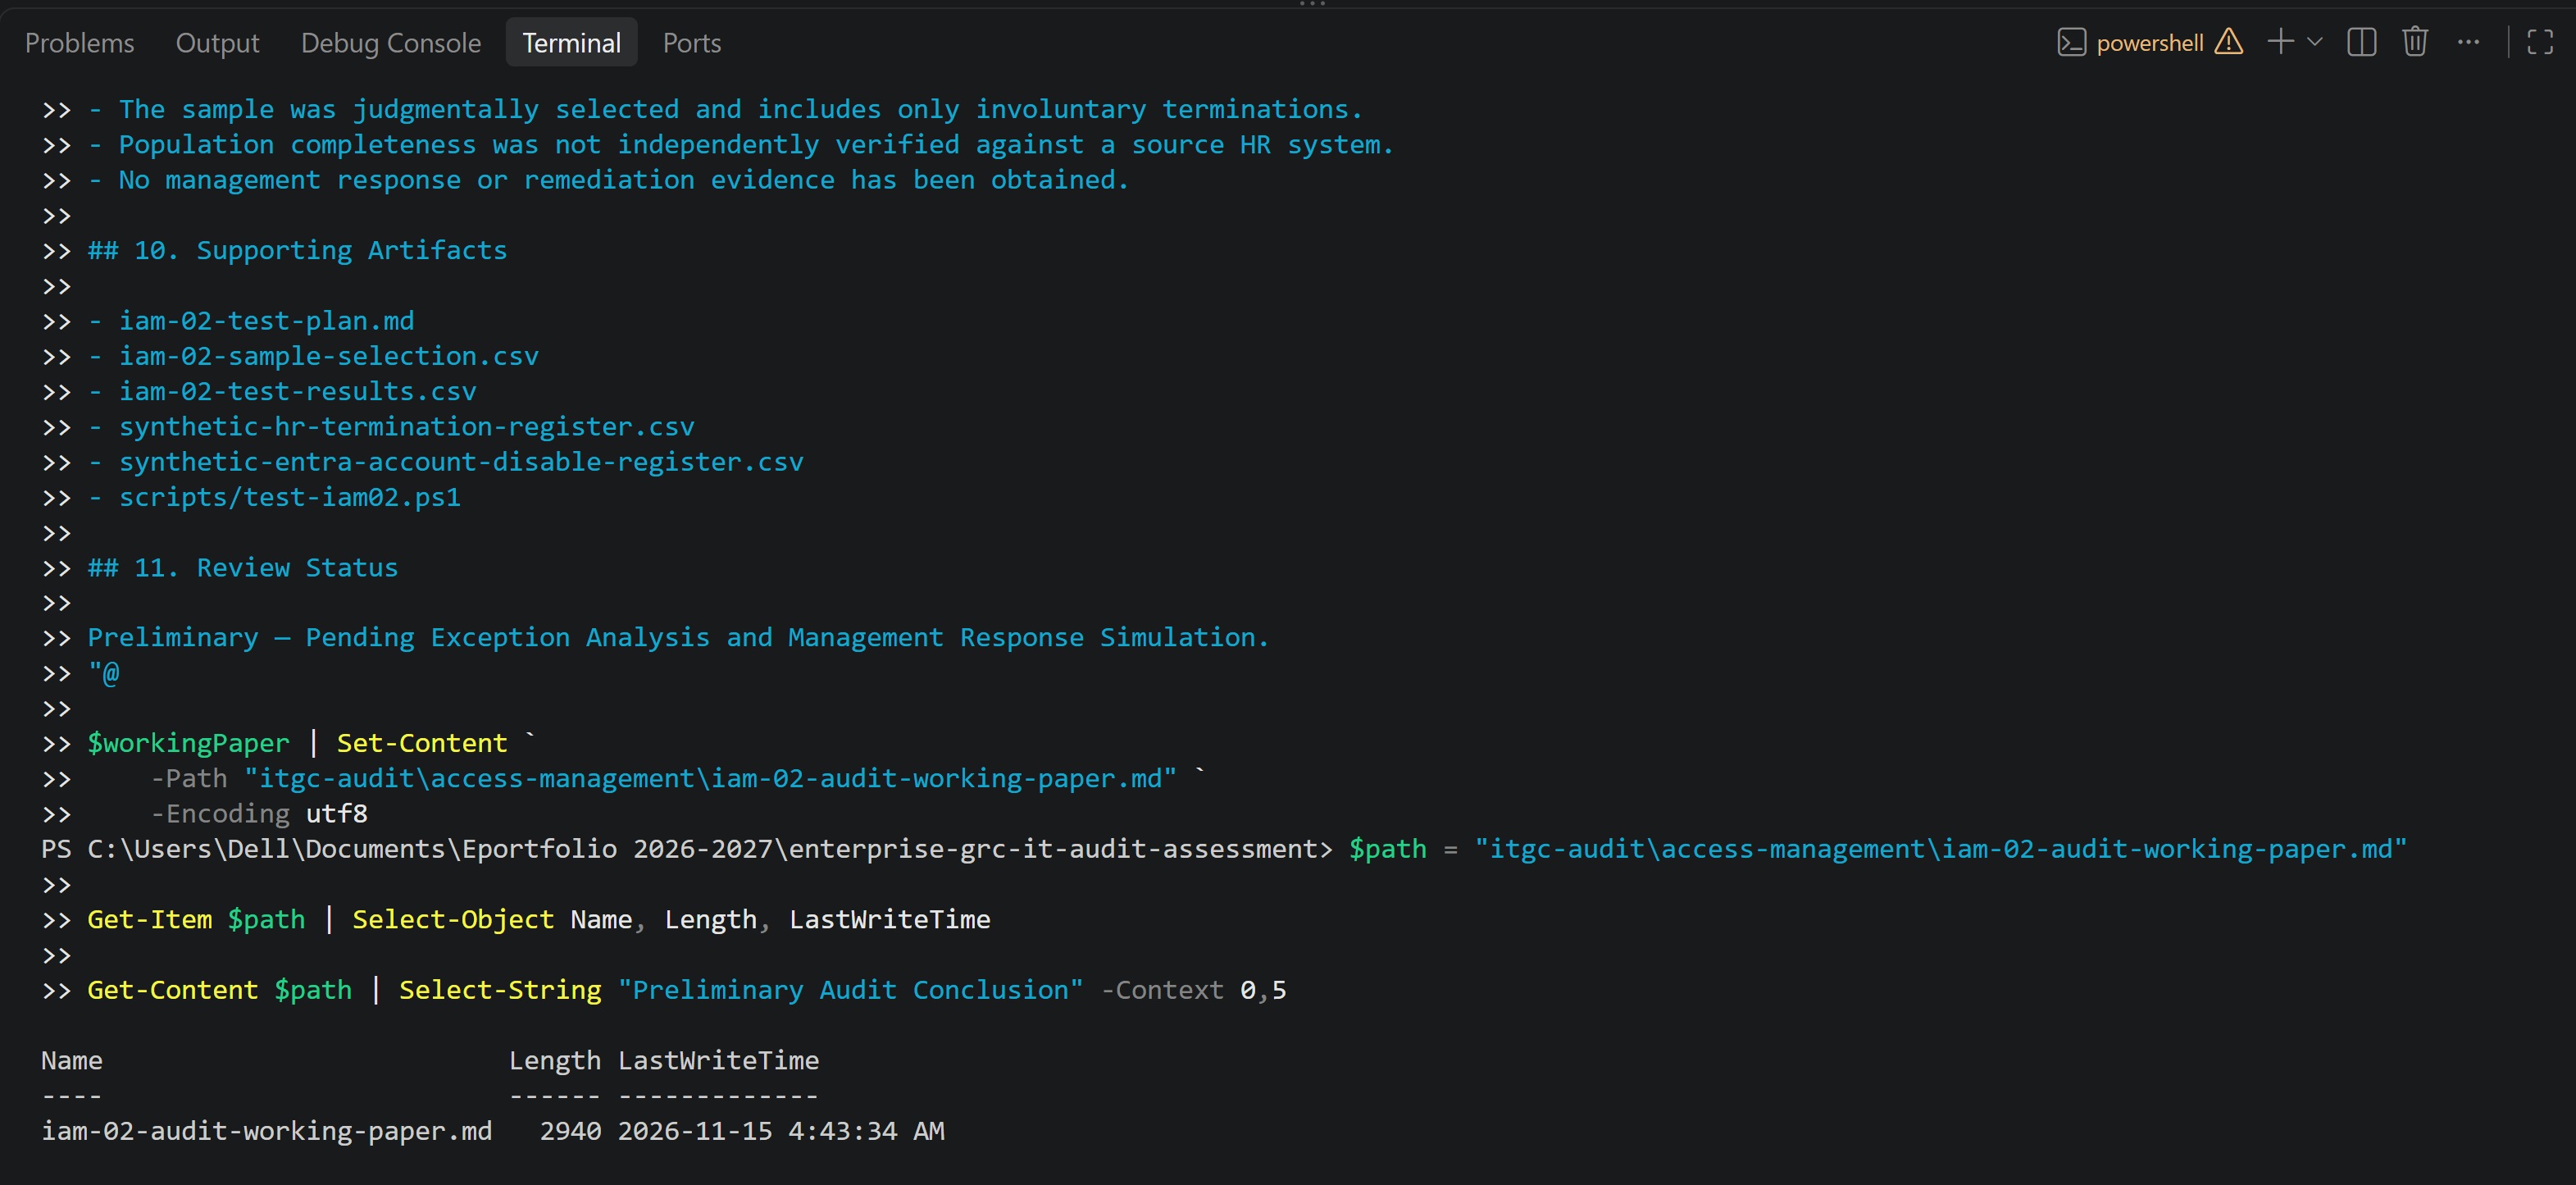 Problems Output Debug Console Terminal Ports powershell
>> - The sample was judgmentally selected and includes only involuntary terminations.
>> - Population completeness was not independently verified against a source HR system.
>> - No management response or remediation evidence has been obtained.
>>
>> ## 10. Supporting Artifacts
>>
>> - iam-02-test-plan.md
>> - iam-02-sample-selection.csv
>> - iam-02-test-results.csv
>> - synthetic-hr-termination-register.csv
>> - synthetic-entra-account-disable-register.csv
>> - scripts/test-iam02.ps1
>>
>> ## 11. Review Status
>>
>> Preliminary — Pending Exception Analysis and Management Response Simulation.
>> "@
>>
>> $workingPaper | Set-Content `
>>     -Path "itgc-audit\access-management\iam-02-audit-working-paper.md" `
>>     -Encoding utf8
PS C:\Users\Dell\Documents\Eportfolio 2026-2027\enterprise-grc-it-audit-assessment> $path = "itgc-audit\access-management\iam-02-audit-working-paper.md"
>>
>> Get-Item $path | Select-Object Name, Length, LastWriteTime
>>
>> Get-Content $path | Select-String "Preliminary Audit Conclusion" -Context 0,5
Name                          Length LastWriteTime
----                          ------ -------------
iam-02-audit-working-paper.md   2940 2026-11-15 4:43:34 AM